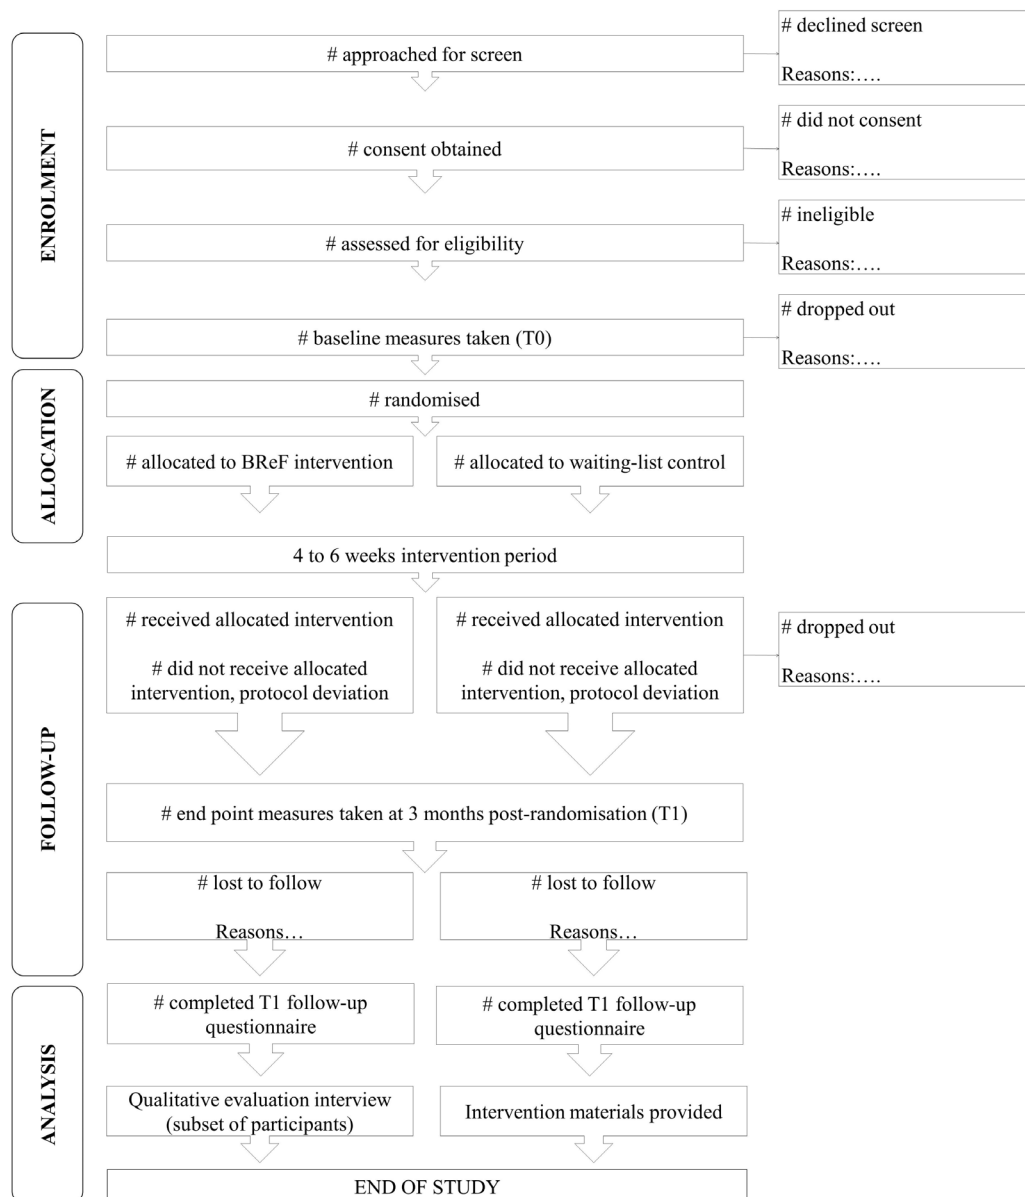 ENROLMENT
# approached for screen
# declined screen
Reasons:….
# consent obtained
# did not consent
Reasons:….
# assessed for eligibility
# ineligible
Reasons:….
# baseline measures taken (T0)
# dropped out
Reasons:….
ALLOCATION
# randomised
# allocated to BReF intervention
# allocated to waiting-list control
4 to 6 weeks intervention period
FOLLOW-UP
# received allocated intervention
# did not receive allocated
intervention, protocol deviation
# received allocated intervention
# did not receive allocated
intervention, protocol deviation
# dropped out
Reasons:….
# end point measures taken at 3 months post-randomisation (T1)
# lost to follow
Reasons…
# lost to follow
Reasons…
ANALYSIS
# completed T1 follow-up
questionnaire
# completed T1 follow-up
questionnaire
Qualitative evaluation interview
(subset of participants)
Intervention materials provided
END OF STUDY